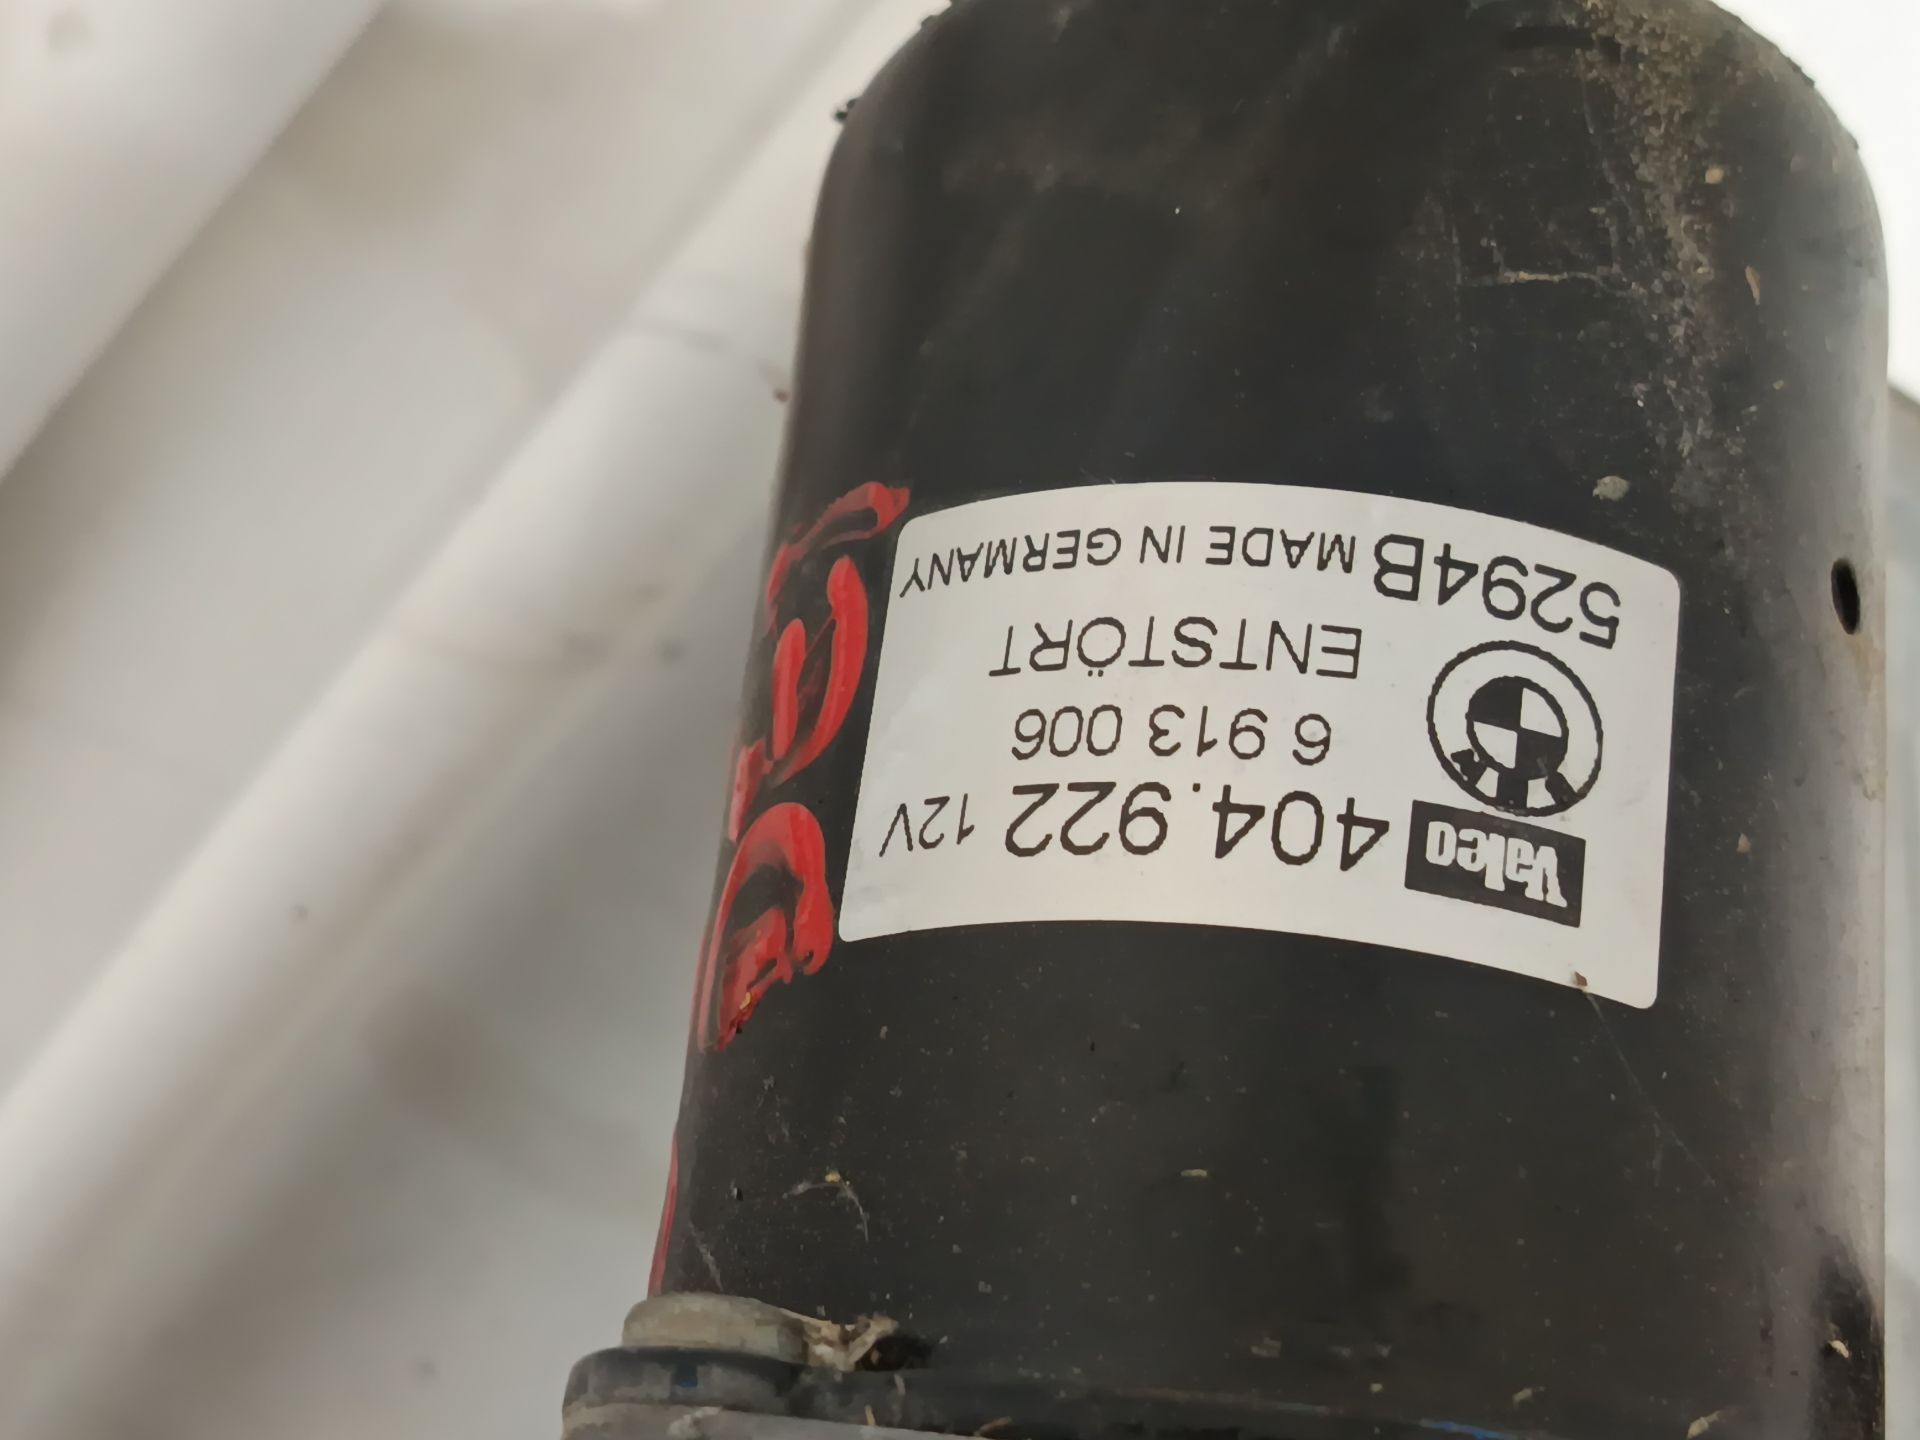 Valeo 404.922 12V
6 913 006
ENTSTÖRT
5294B MADE IN GERMANY